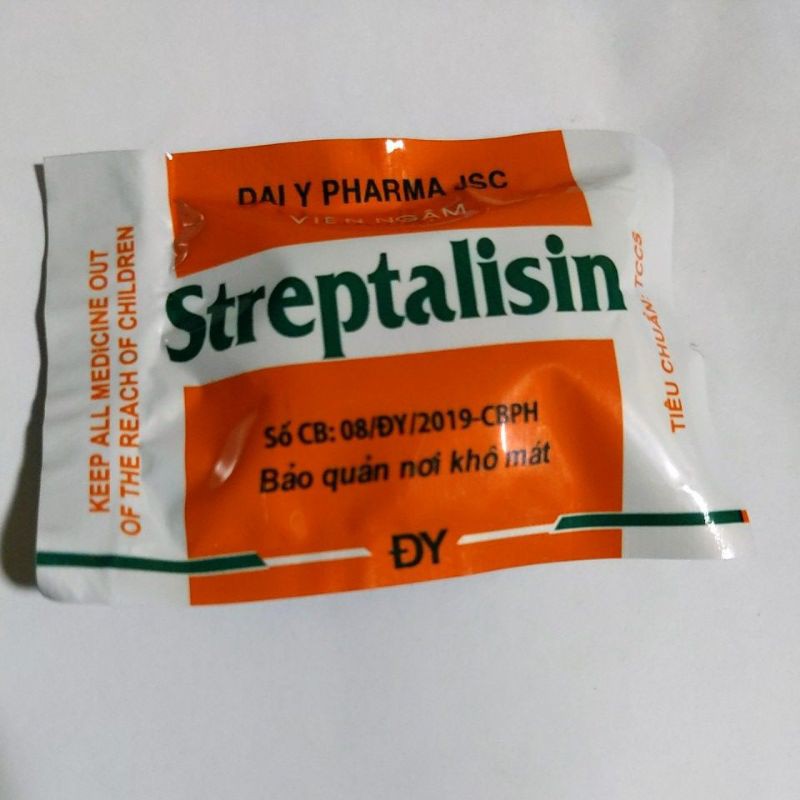 DAI Y PHARMA JSC
VIÊN NGẬM
Streptalisin
Số CB: 08/ĐY/2019-CBPH
Bảo quản nơi khô mát
ĐY
KEEP ALL MEDICINE OUT
OF THE REACH OF CHILDREN
TIÊU CHUẨN: TCCS